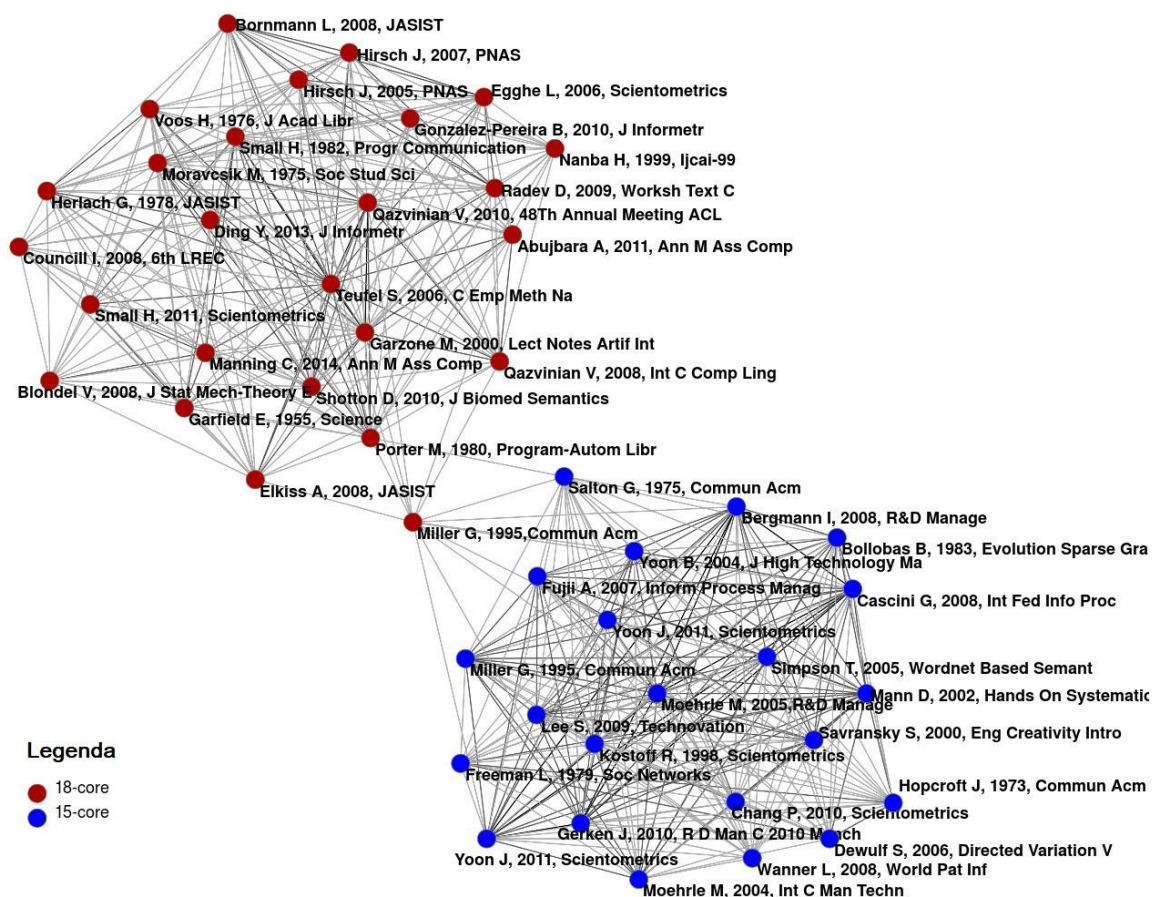 Bornmann L, 2008, JASIST
Hirsch J, 2007, PNAS
Hirsch J, 2005, PNAS
Egghe L, 2006, Scientometrics
Voos H, 1976, J Acad Libr
Gonzalez-Pereira B, 2010, J Informetr
Small H, 1982, Progr Communication
Nanba H, 1999, Ijcai-99
Moravcsik M, 1975, Soc Stud Sci
Radev D, 2009, Worksh Text C
Herlach G, 1978, JASIST
Qazvinian V, 2010, 48Th Annual Meeting ACL
Ding Y, 2013, J Informetr
Abujbara A, 2011, Ann M Ass Comp
Councill I, 2008, 6th LREC
Teufel S, 2006, C Emp Meth Na
Small H, 2011, Scientometrics
Garzone M, 2000, Lect Notes Artif Int
Manning C, 2014, Ann M Ass Comp
Qazvinian V, 2008, Int C Comp Ling
Blondel V, 2008, J Stat Mech-Theory E
Shotton D, 2010, J Biomed Semantics
Garfield E, 1955, Science
Porter M, 1980, Program-Autom Libr
Elkiss A, 2008, JASIST
Salton G, 1975, Commun Acm
Bergmann I, 2008, R&D Manage
Miller G, 1995,Commun Acm
Bollobas B, 1983, Evolution Sparse Gra
Yoon B, 2004, J High Technology Ma
Fujii A, 2007, Inform Process Manag
Cascini G, 2008, Int Fed Info Proc
Yoon J, 2011, Scientometrics
Miller G, 1995, Commun Acm
Simpson T, 2005, Wordnet Based Semant
Mann D, 2002, Hands On Systematic
Moehrle M, 2005,R&D Manage
Lee S, 2009, Technovation
Savransky S, 2000, Eng Creativity Intro
Kostoff R, 1998, Scientometrics
Freeman L, 1979, Soc Networks
Hopcroft J, 1973, Commun Acm
Chang P, 2010, Scientometrics
Gerken J, 2010, R D Man C 2010 Manch
Dewulf S, 2006, Directed Variation V
Yoon J, 2011, Scientometrics
Wanner L, 2008, World Pat Inf
Moehrle M, 2004, Int C Man Techn
Legenda
18-core
15-core